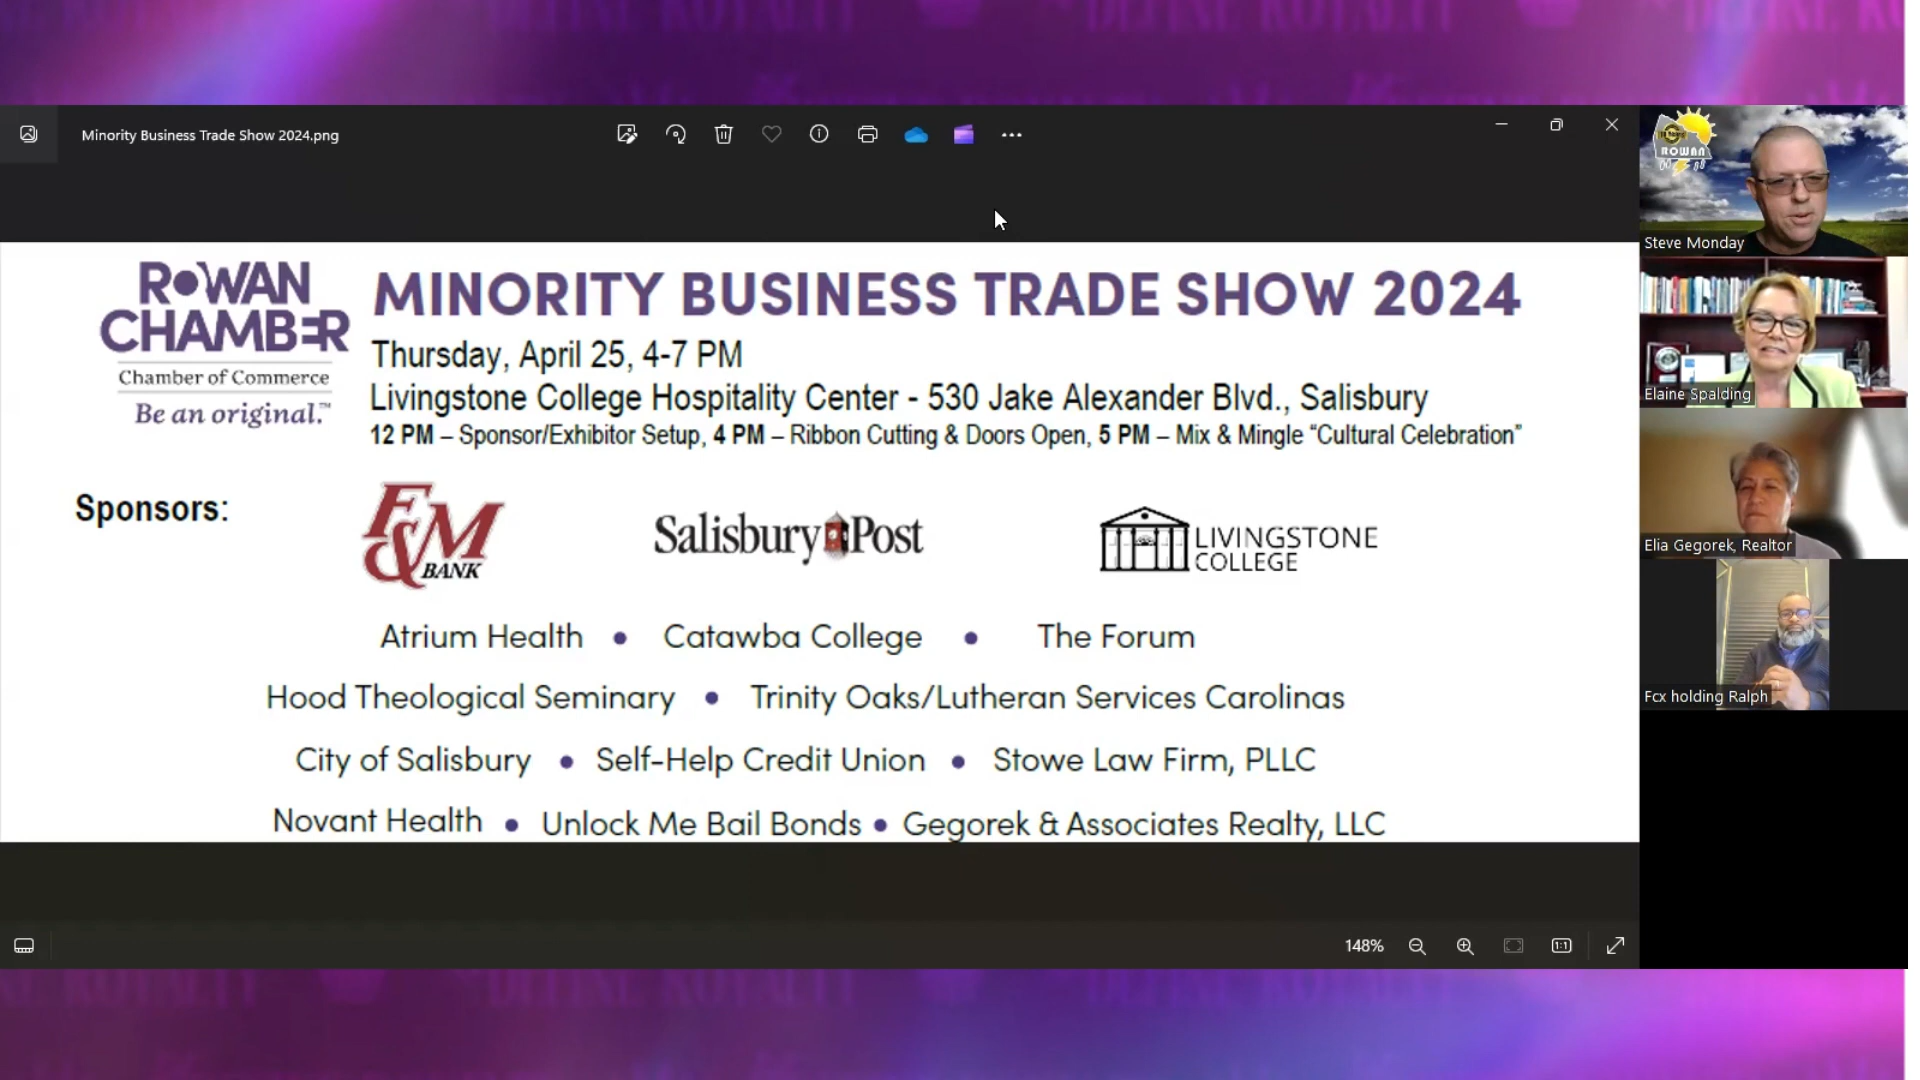 Minority Business Trade Show 2024.png
ROWAN
CHAMBER
Chamber of Commerce
Be an original.™
MINORITY BUSINESS TRADE SHOW 2024
Thursday, April 25, 4-7 PM
Livingstone College Hospitality Center - 530 Jake Alexander Blvd., Salisbury
12 PM – Sponsor/Exhibitor Setup, 4 PM – Ribbon Cutting & Doors Open, 5 PM – Mix & Mingle “Cultural Celebration”
Sponsors:
F&M
BANK
Salisbury Post
LIVINGSTONE
COLLEGE
Atrium Health • Catawba College • The Forum
Hood Theological Seminary • Trinity Oaks/Lutheran Services Carolinas
City of Salisbury • Self-Help Credit Union • Stowe Law Firm, PLLC
Novant Health • Unlock Me Bail Bonds • Gegorek & Associates Realty, LLC
148%
1:1
ROWAN
Steve Monday
Elaine Spalding
Elia Gegorek, Realtor
Fcx holding Ralph